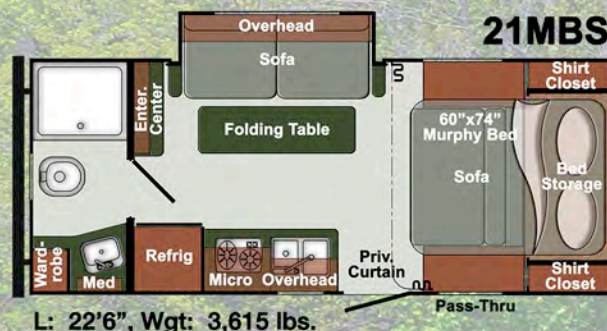 21MBS
Overhead
Sofa
Enter.
Center
Folding Table
60"x74"
Murphy Bed
Sofa
Shirt
Closet
Bed
Storage
Shirt
Closet
Ward-
robe
Med
Refrig
Micro
Overhead
Priv.
Curtain
Pass-Thru
L: 22'6", Wgt: 3,615 lbs.